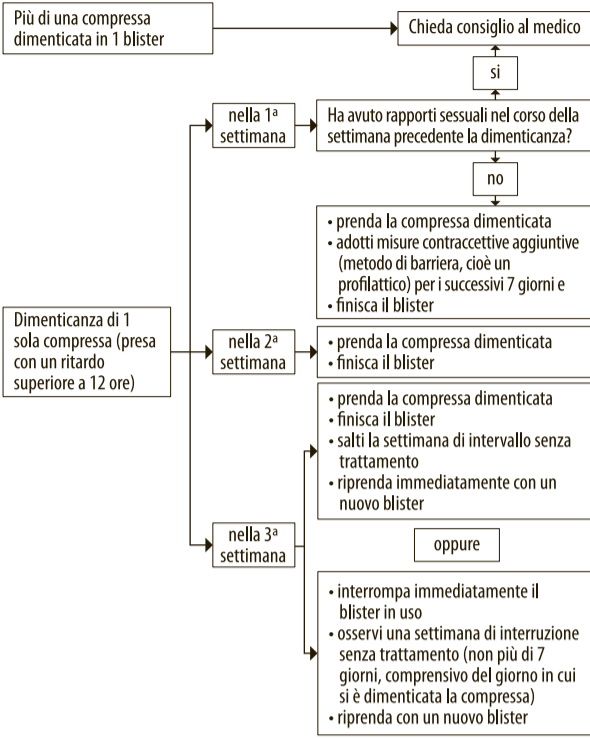 Più di una compressa
dimenticata in 1 blister
Chieda consiglio al medico
si
nella 1ª
settimana
Ha avuto rapporti sessuali nel corso della
settimana precedente la dimenticanza?
no
• prenda la compressa dimenticata
• adotti misure contraccettive aggiuntive
(metodo di barriera, cioè un
profilattico) per i successivi 7 giorni e
• finisca il blister
Dimenticanza di 1
sola compressa (presa
con un ritardo
superiore a 12 ore)
nella 2ª
settimana
• prenda la compressa dimenticata
• finisca il blister
• prenda la compressa dimenticata
• finisca il blister
• salti la settimana di intervallo senza
trattamento
• riprenda immediatamente con un
nuovo blister
nella 3ª
settimana
oppure
• interrompa immediatamente il
blister in uso
• osservi una settimana di interruzione
senza trattamento (non più di 7
giorni, comprensivo del giorno in cui
si è dimenticata la compressa)
• riprenda con un nuovo blister